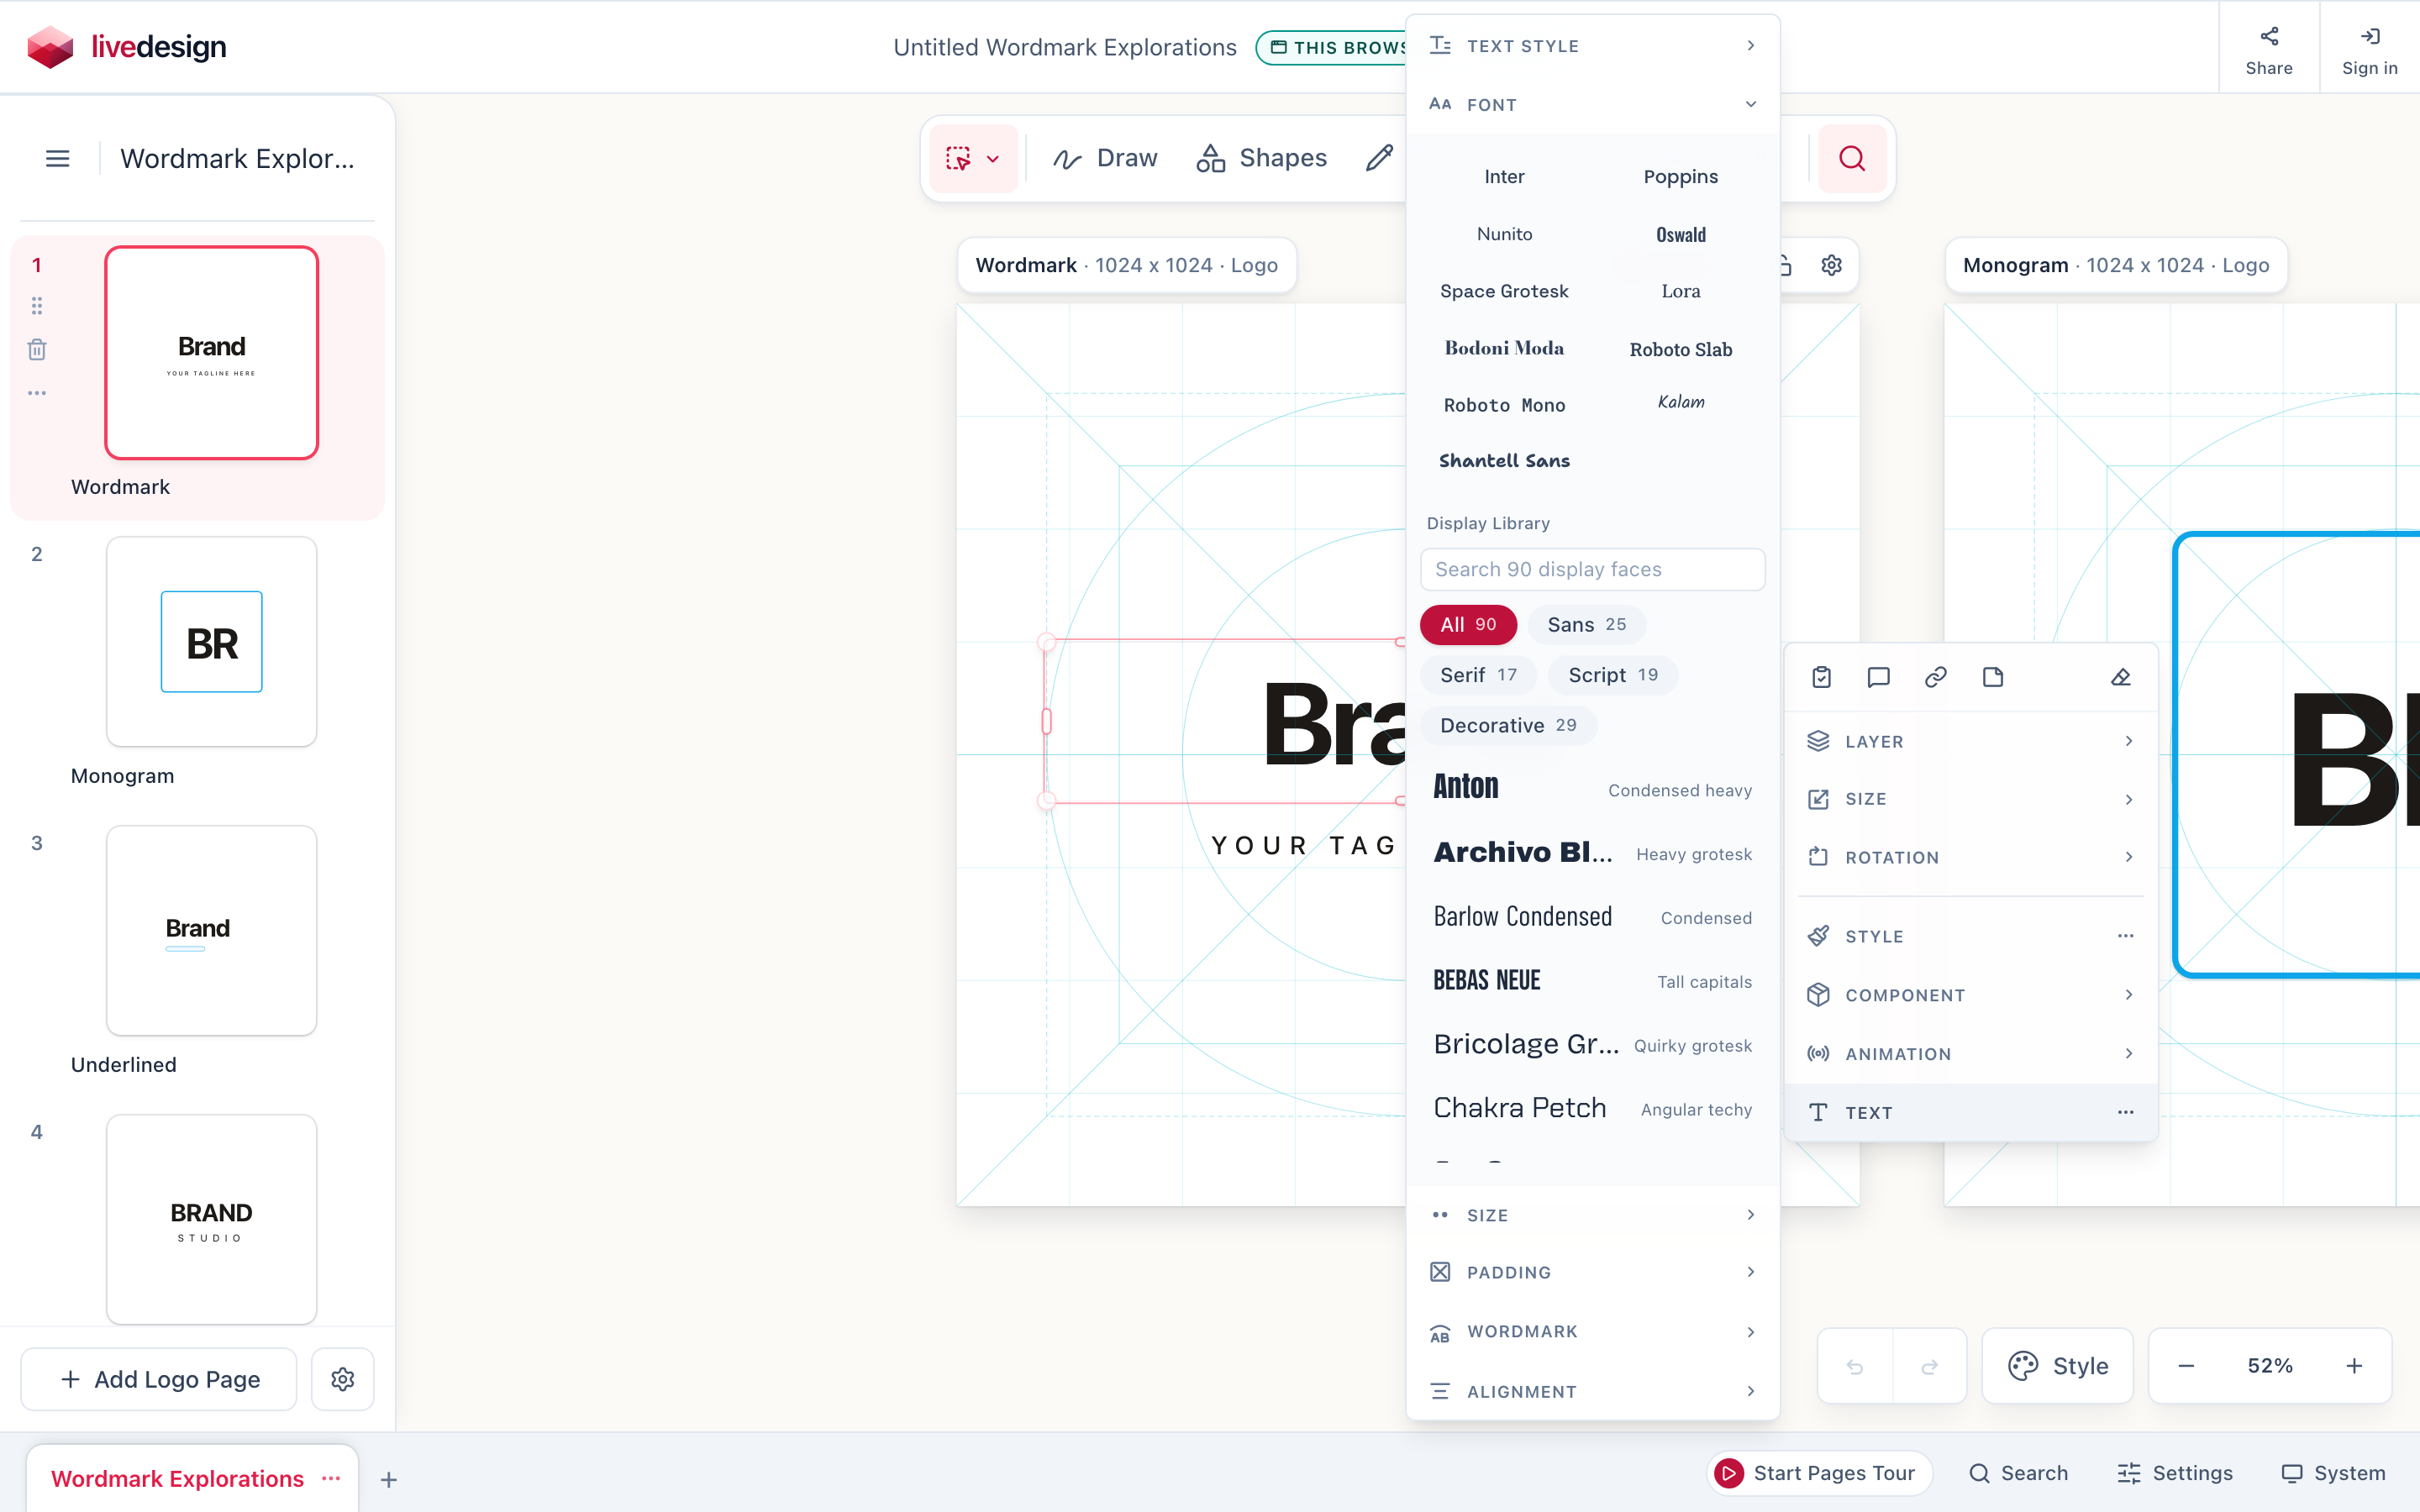 livedesign
Untitled Wordmark Explorations
THIS BROWS
Share
Sign in
Wordmark Explor...
1
Brand
YOUR TAGLINE HERE
Wordmark
2
BR
Monogram
3
Brand
Underlined
4
BRAND
STUDIO
Add Logo Page
Draw
Shapes
Wordmark · 1024 x 1024 · Logo
Monogram · 1024 x 1024 · Logo
Bra
YOUR TAG
TEXT STYLE
FONT
Inter
Poppins
Nunito
Oswald
Space Grotesk
Lora
Bodoni Moda
Roboto Slab
Roboto Mono
Kalam
Shantell Sans
Display Library
Search 90 display faces
All 90
Sans 25
Serif 17
Script 19
Decorative 29
Anton Condensed heavy
Archivo Bl... Heavy grotesk
Barlow Condensed Condensed
BEBAS NEUE Tall capitals
Bricolage Gr... Quirky grotesk
Chakra Petch Angular techy
SIZE
PADDING
WORDMARK
ALIGNMENT
LAYER
SIZE
ROTATION
STYLE
COMPONENT
ANIMATION
TEXT
Style
52%
Wordmark Explorations
Start Pages Tour
Search
Settings
System